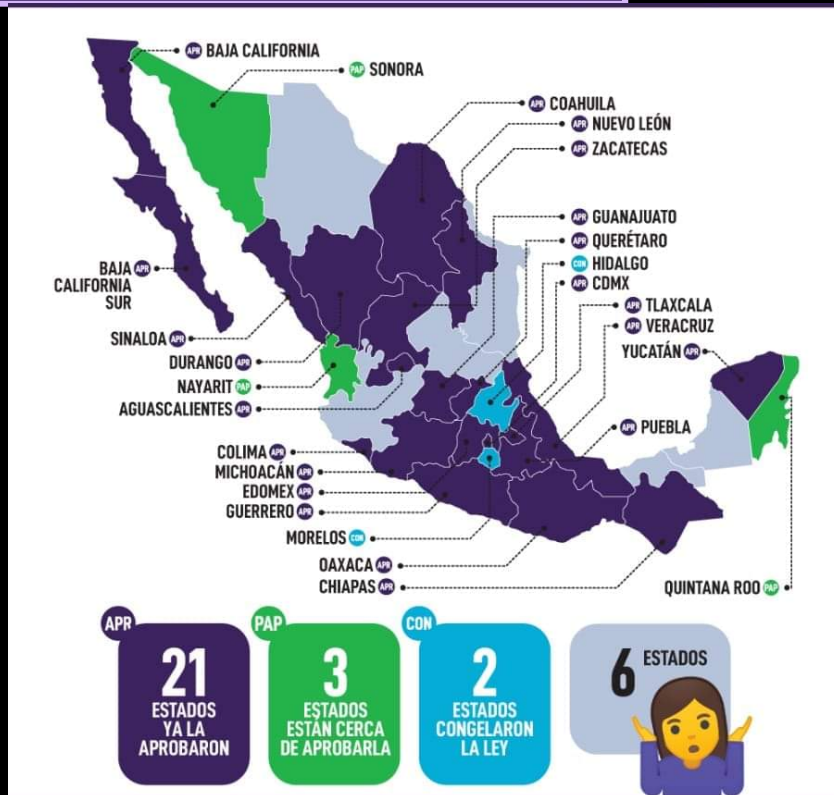 APR BAJA CALIFORNIA
PAP SONORA
APR COAHUILA
APR NUEVO LEÓN
APR ZACATECAS
APR GUANAJUATO
APR QUERÉTARO
CON HIDALGO
APR CDMX
APR TLAXCALA
APR VERACRUZ
YUCATÁN APR
APR PUEBLA
BAJA APR
CALIFORNIA
SUR
SINALOA APR
DURANGO APR
NAYARIT PAP
AGUASCALIENTES APR
COLIMA APR
MICHOACÁN APR
EDOMEX APR
GUERRERO APR
MORELOS CON
OAXACA APR
CHIAPAS APR
QUINTANA ROO PAP
APR
21
ESTADOS
YA LA
APROBARON
PAP
3
ESTADOS
ESTÁN CERCA
DE APROBARLA
CON
2
ESTADOS
CONGELARON
LA LEY
6 ESTADOS